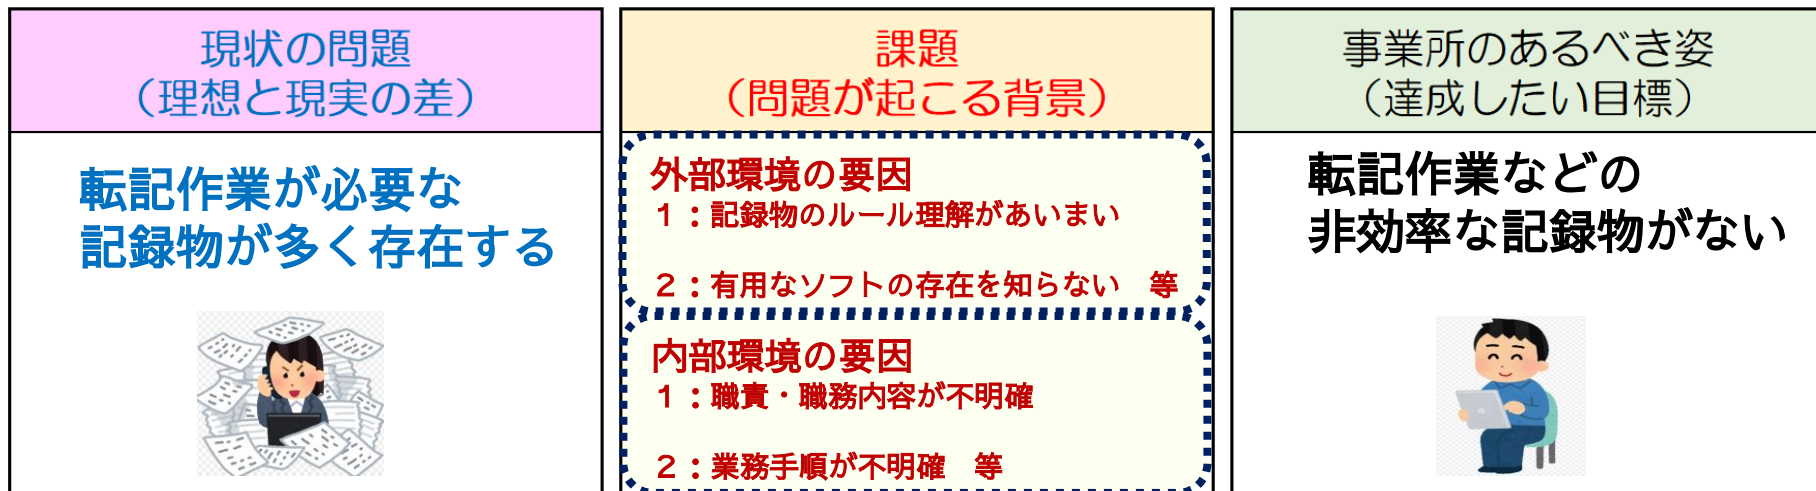 現状の問題
（理想と現実の差）
転記作業が必要な
記録物が多く存在する
課題
（問題が起こる背景）
外部環境の要因
１：記録物のルール理解があいまい
２：有用なソフトの存在を知らない　等
内部環境の要因
１：職責・職務内容が不明確
２：業務手順が不明確　等
事業所のあるべき姿
（達成したい目標）
転記作業などの
非効率な記録物がない